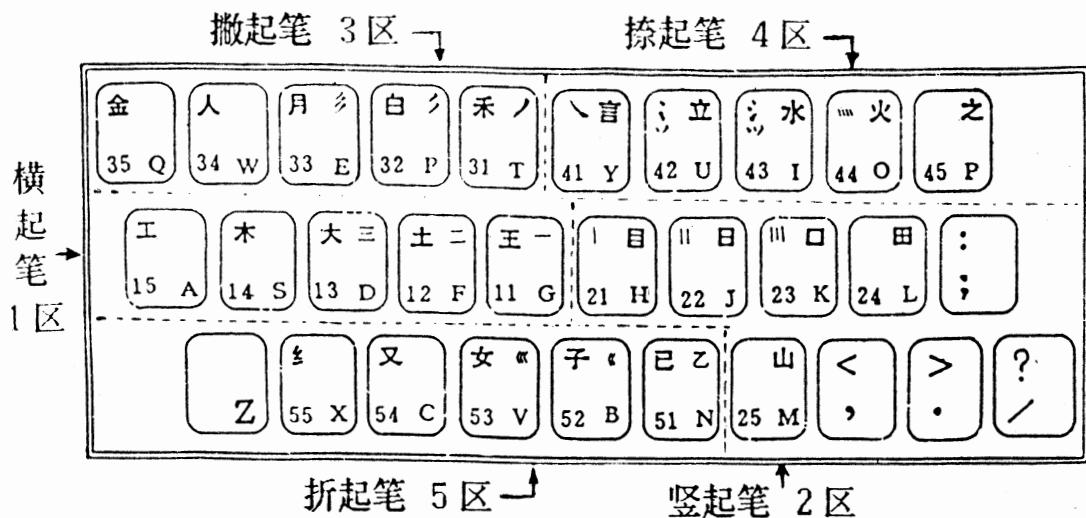 撇起笔 3区
捺起笔 4区
金 人 月 彡 白 禾 丿 丶 言 冫 立 氵 水 灬 火 之
35 Q 34 W 33 E 32 P 31 T 41 Y 42 U 43 I 44 O 45 P
横起笔1区
工 木 大 三 土 二 王 一 丨 目 刂 日 川 口 田 :
15 A 14 S 13 D 12 F 11 G 21 H 22 J 23 K 24 L ;
纟 又 女 巛 子 巜 已 乙 山 < > ?
Z 55 X 54 C 53 V 52 B 51 N 25 M , . /
折起笔 5区
竖起笔 2区